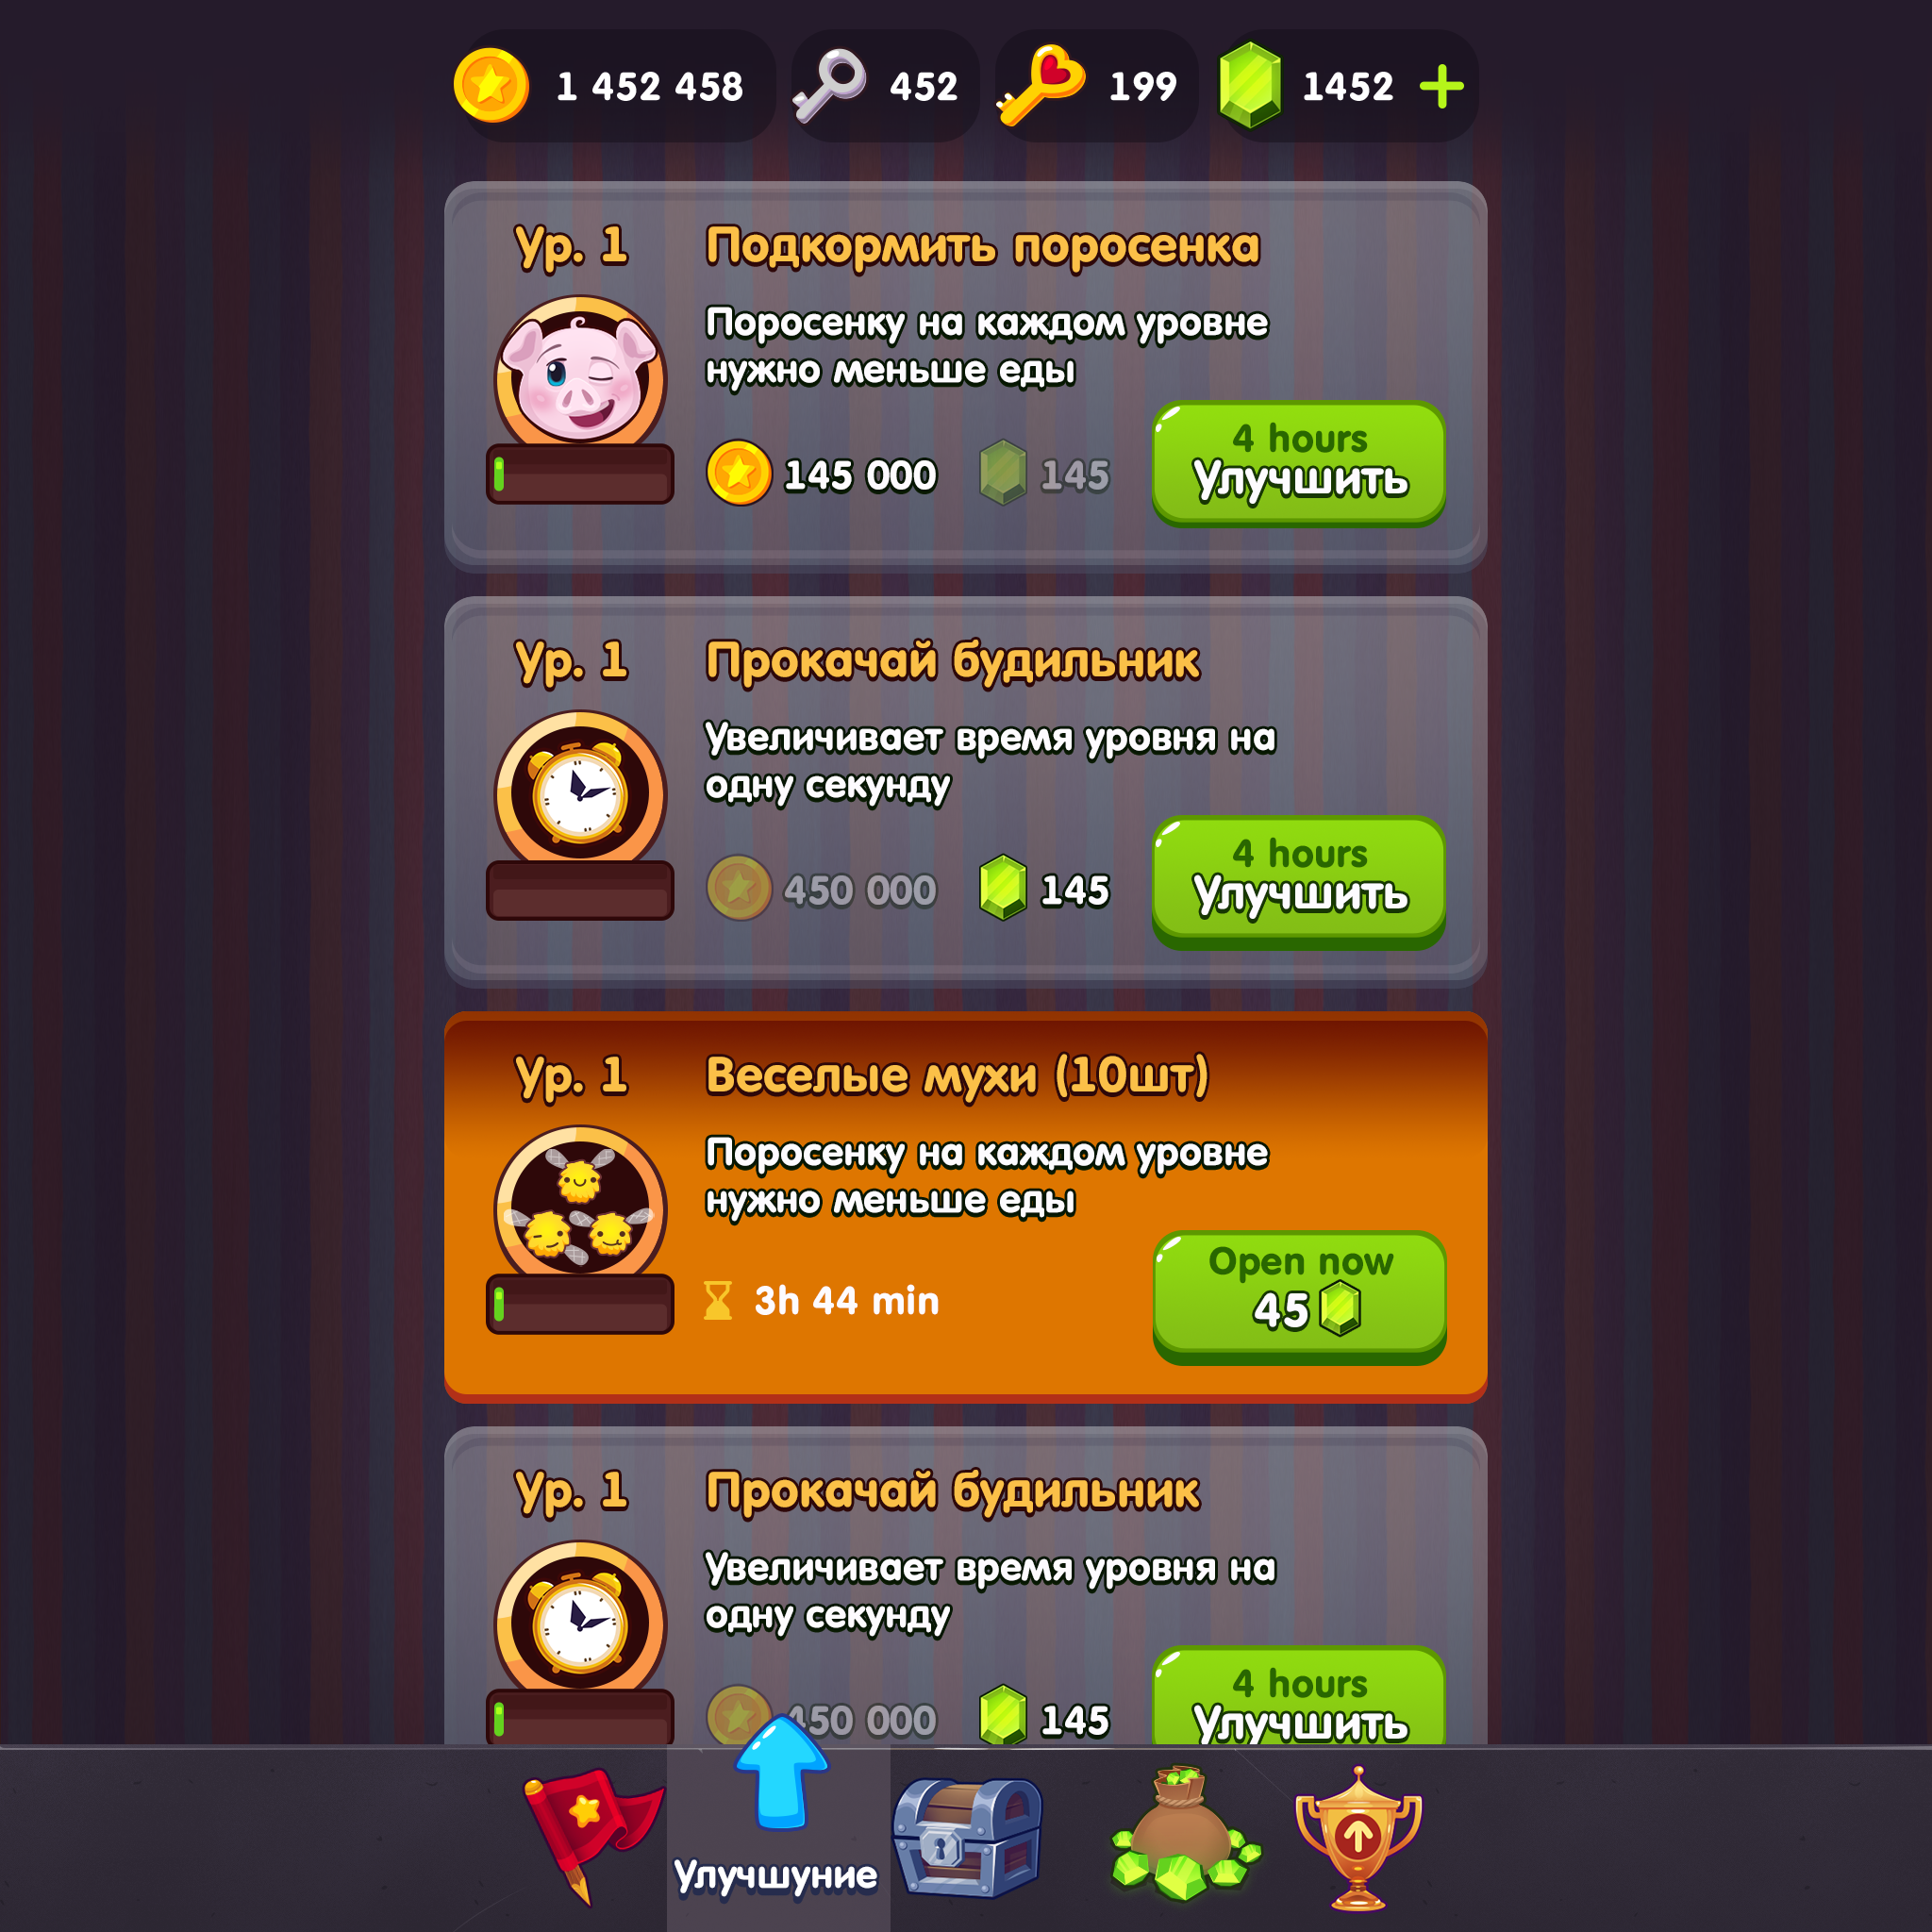 1 452 458 452 199 1452 +
Ур. 1 Подкормить поросенка
Поросенку на каждом уровне
нужно меньше еды
145 000 145
4 hours
Улучшить
Ур. 1 Прокачай будильник
Увеличивает время уровня на
одну секунду
450 000 145
4 hours
Улучшить
Ур. 1 Веселые мухи (10шт)
Поросенку на каждом уровне
нужно меньше еды
3h 44 min
Open now
45
Ур. 1 Прокачай будильник
Увеличивает время уровня на
одну секунду
450 000 145
4 hours
Улучшить
Улучшуние